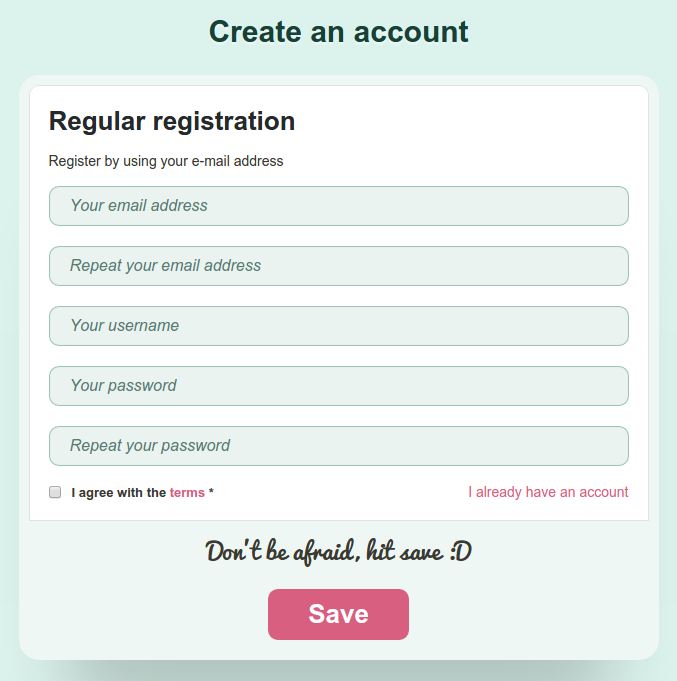 Create an account
Regular registration
Register by using your e-mail address
Your email address
Repeat your email address
Your username
Your password
Repeat your password
I agree with the terms * I already have an account
Don't be afraid, hit save :D
Save